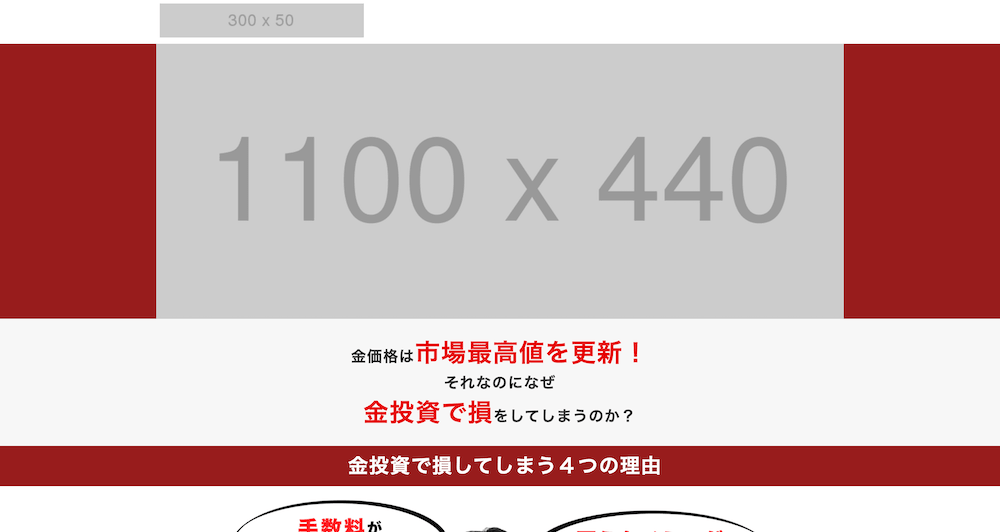 300 x 50
1100 x 440
金価格は市場最高値を更新！
それなのになぜ
金投資で損をしてしまうのか？
金投資で損してしまう４つの理由
手数料が